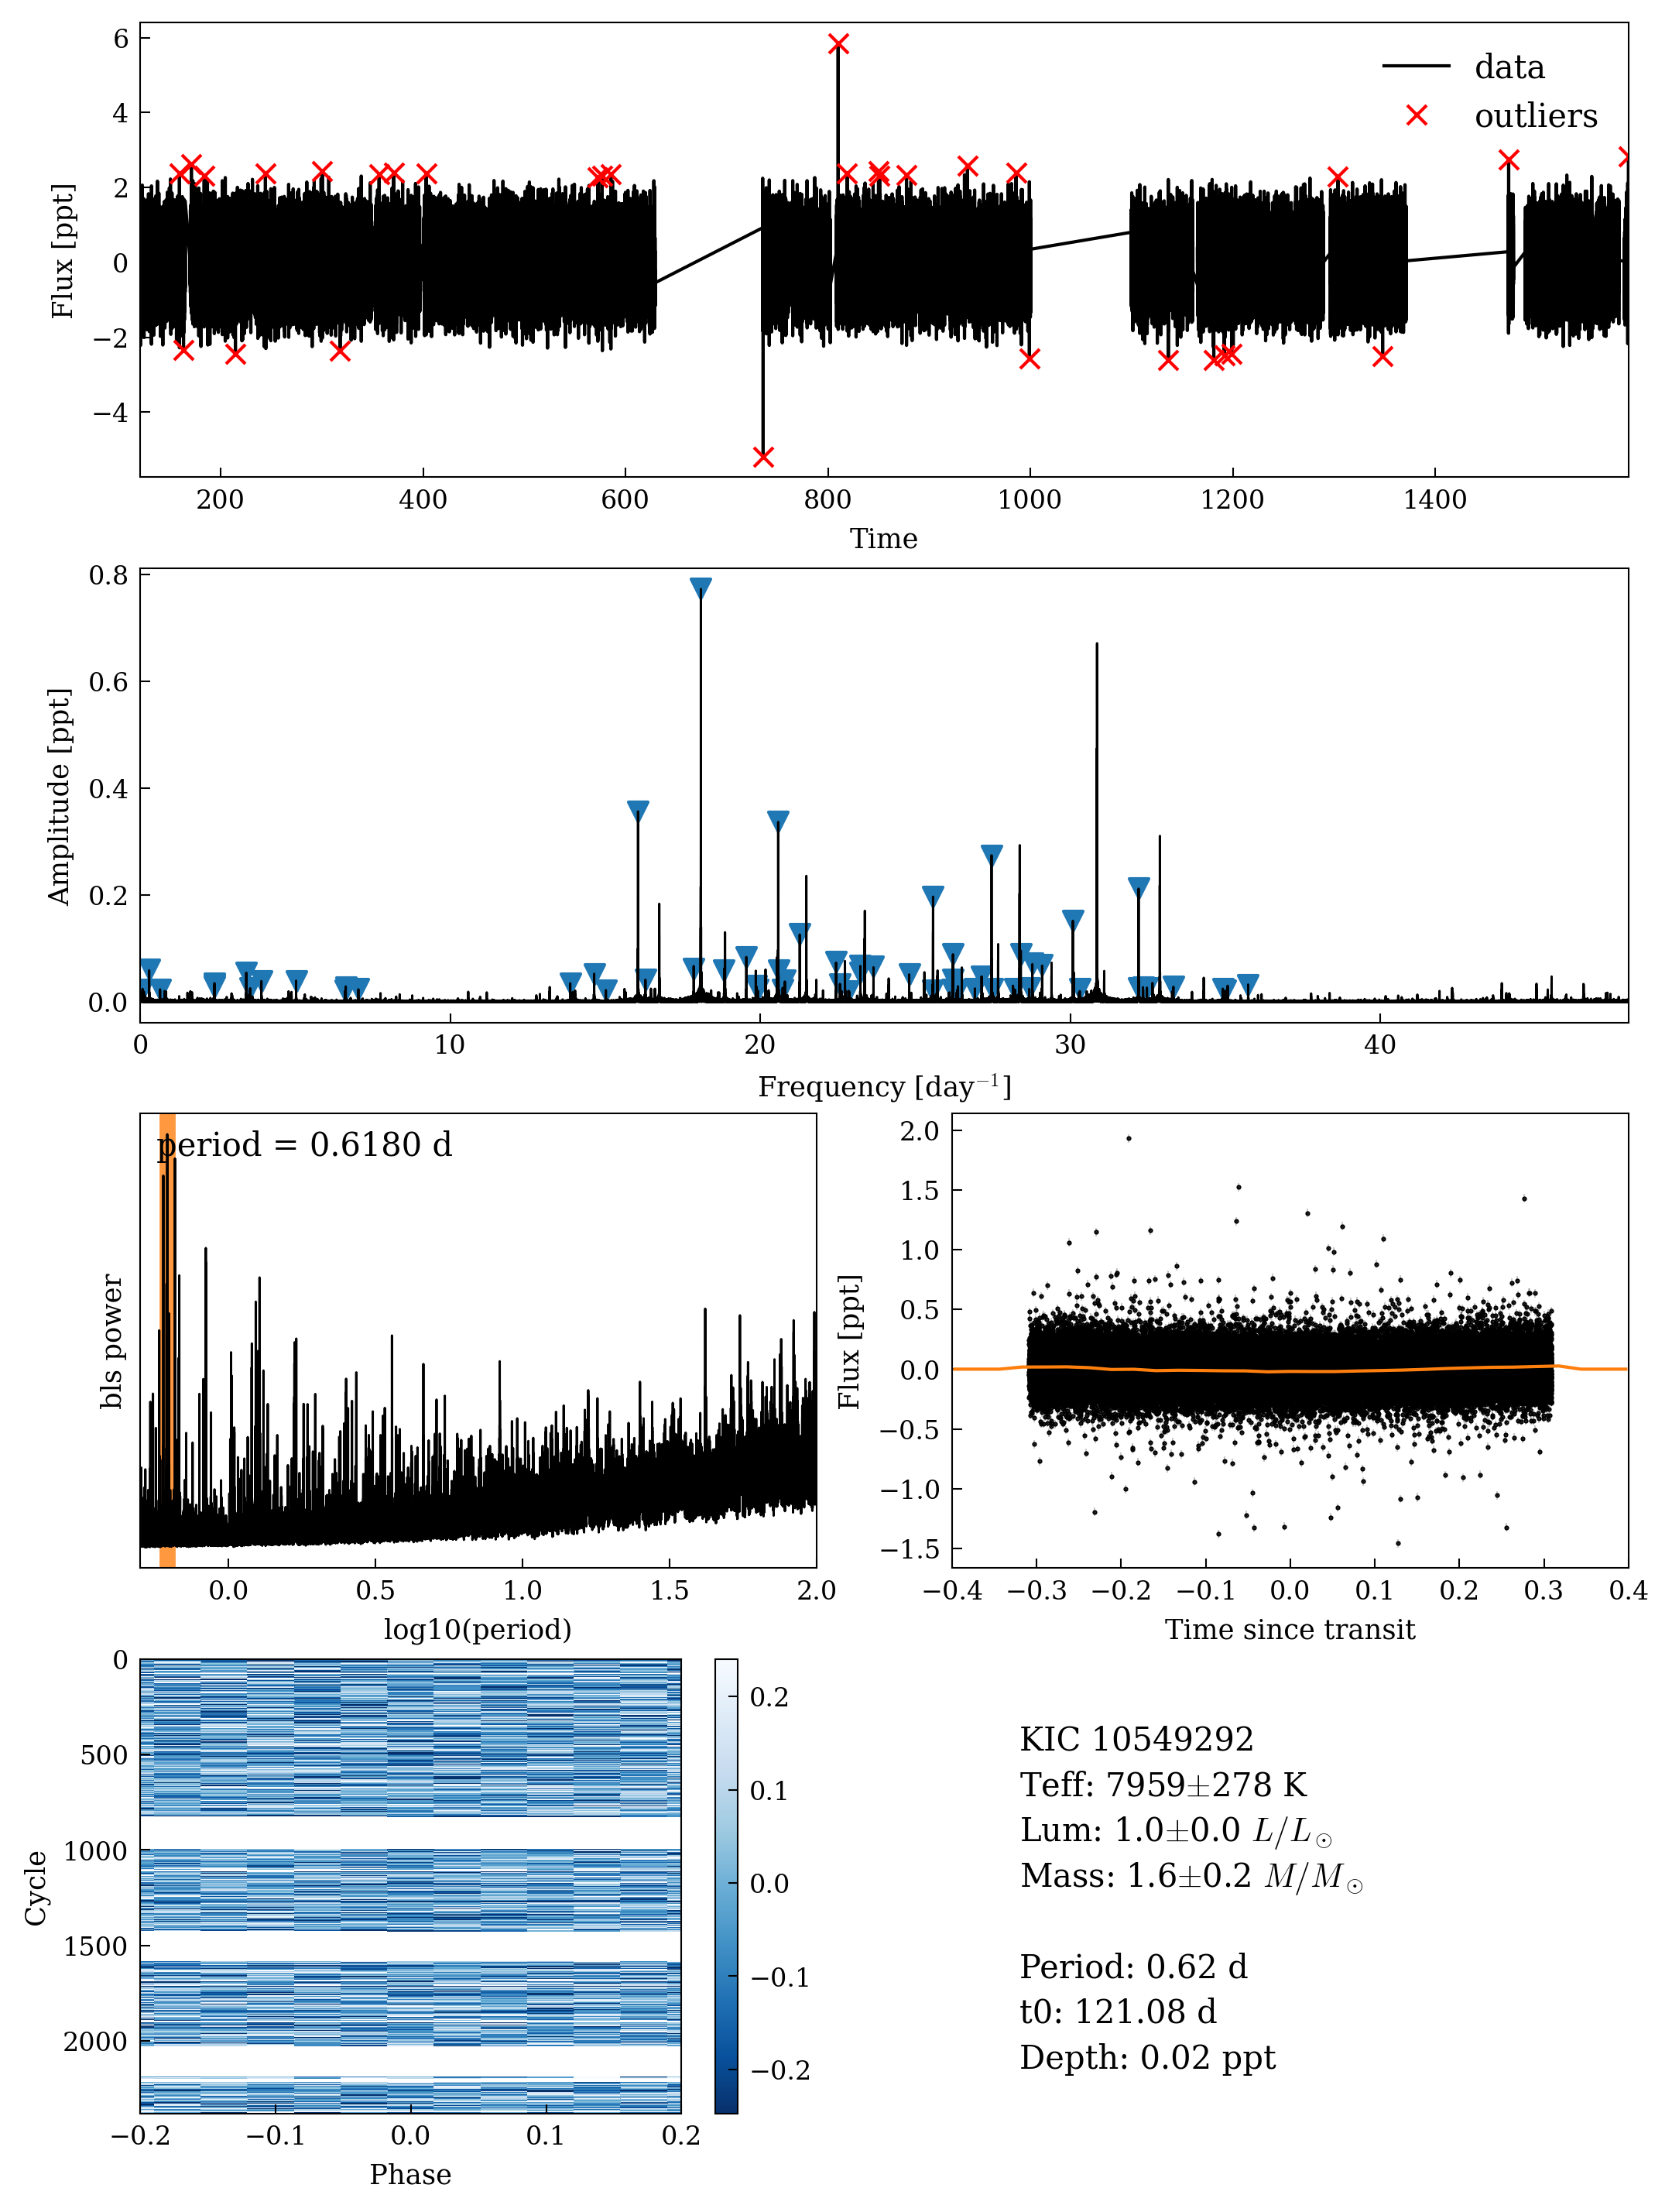 6
4
2
0
−2
−4
Flux [ppt]
data
outliers
200 400 600 800 1000 1200 1400
Time
0.8
0.6
0.4
0.2
0.0
Amplitude [ppt]
0 10 20 30 40
Frequency [day⁻¹]
period = 0.6180 d
bls power
0.0 0.5 1.0 1.5 2.0
log10(period)
2.0
1.5
1.0
0.5
0.0
−0.5
−1.0
−1.5
Flux [ppt]
−0.4 −0.3 −0.2 −0.1 0.0 0.1 0.2 0.3 0.4
Time since transit
0
500
1000
1500
2000
Cycle
−0.2 −0.1 0.0 0.1 0.2
Phase
0.2
0.1
0.0
−0.1
−0.2
KIC 10549292
Teff: 7959±278 K
Lum: 1.0±0.0 L/L⊙
Mass: 1.6±0.2 M/M⊙
Period: 0.62 d
t0: 121.08 d
Depth: 0.02 ppt